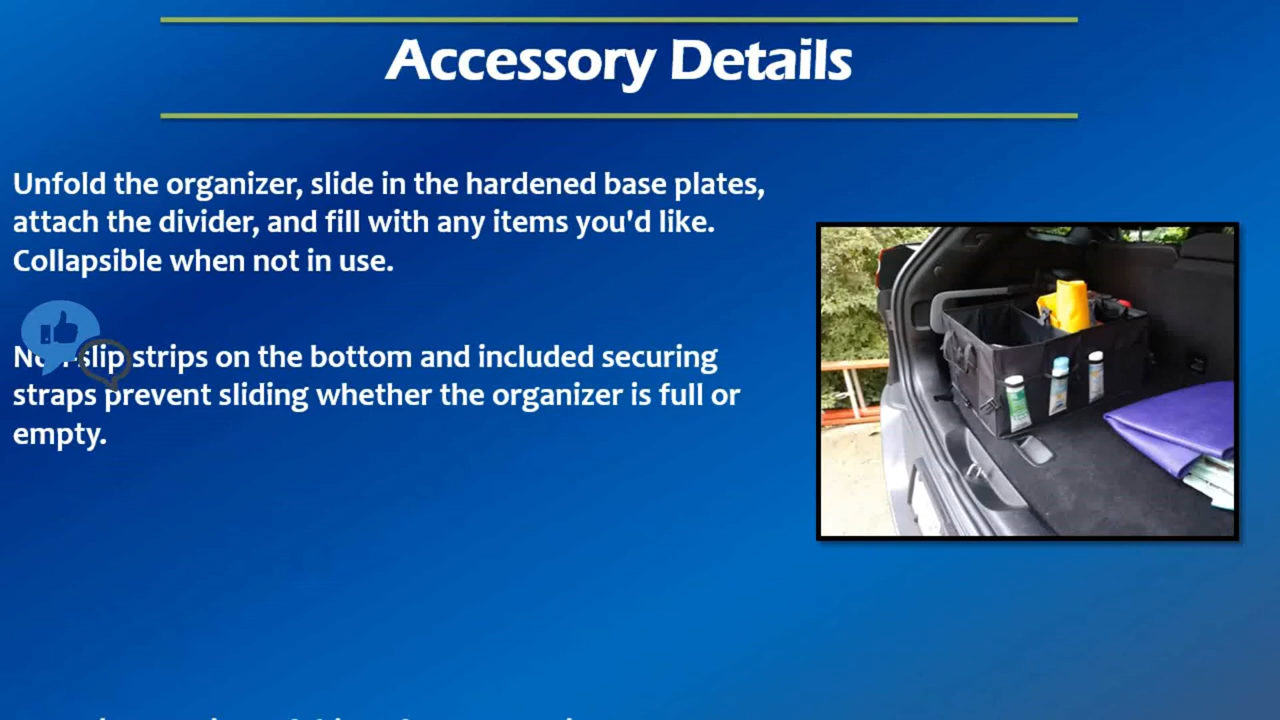 Accessory Details
Unfold the organizer, slide in the hardened base plates,
attach the divider, and fill with any items you'd like.
Collapsible when not in use.
Non-slip strips on the bottom and included securing
straps prevent sliding whether the organizer is full or
empty.